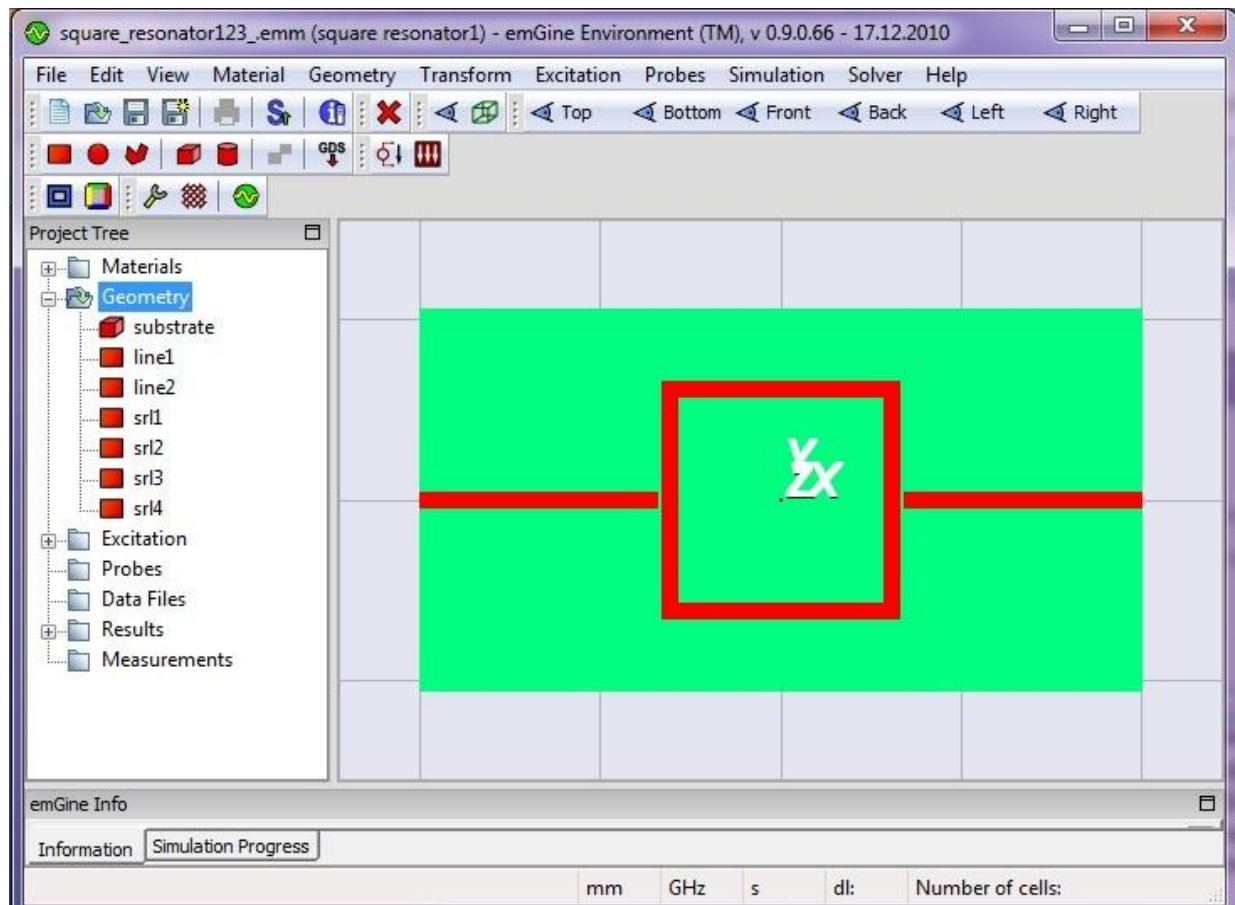 square_resonator123_.emm (square resonator1) - emGine Environment (TM), v 0.9.0.66 - 17.12.2010
File Edit View Material Geometry Transform Excitation Probes Simulation Solver Help
Top Bottom Front Back Left Right
GDS
Project Tree
Materials
Geometry
substrate
line1
line2
srl1
srl2
srl3
srl4
Excitation
Probes
Data Files
Results
Measurements
Y
ZX
emGine Info
Information Simulation Progress
mm GHz s dl: Number of cells: